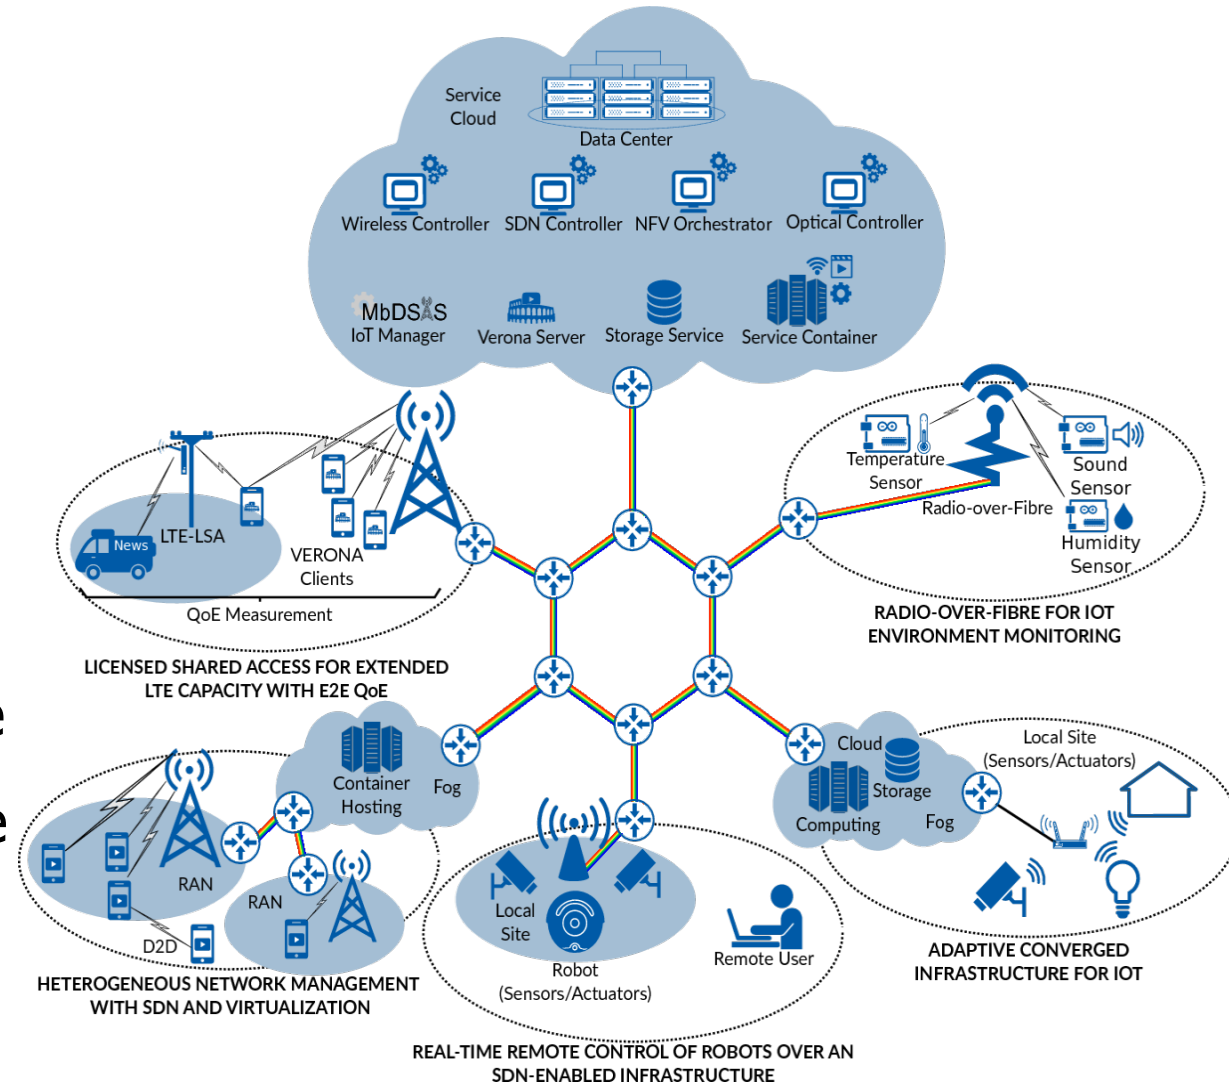 Service
Cloud
Data Center
Wireless Controller
SDN Controller
NFV Orchestrator
Optical Controller
MbDSAS
IoT Manager
Verona Server
Storage Service
Service Container
LTE-LSA
News
VERONA
Clients
QoE Measurement
LICENSED SHARED ACCESS FOR EXTENDED
LTE CAPACITY WITH E2E QoE
Temperature
Sensor
Sound
Sensor
Radio-over-Fibre
Humidity
Sensor
RADIO-OVER-FIBRE FOR IOT
ENVIRONMENT MONITORING
e
e
Container
Hosting
Fog
RAN
RAN
D2D
HETEROGENEOUS NETWORK MANAGEMENT
WITH SDN AND VIRTUALIZATION
Local
Site
Robot
(Sensors/Actuators)
Remote User
REAL-TIME REMOTE CONTROL OF ROBOTS OVER AN
SDN-ENABLED INFRASTRUCTURE
Cloud
Storage
Computing
Fog
Local Site
(Sensors/Actuators)
ADAPTIVE CONVERGED
INFRASTRUCTURE FOR IOT